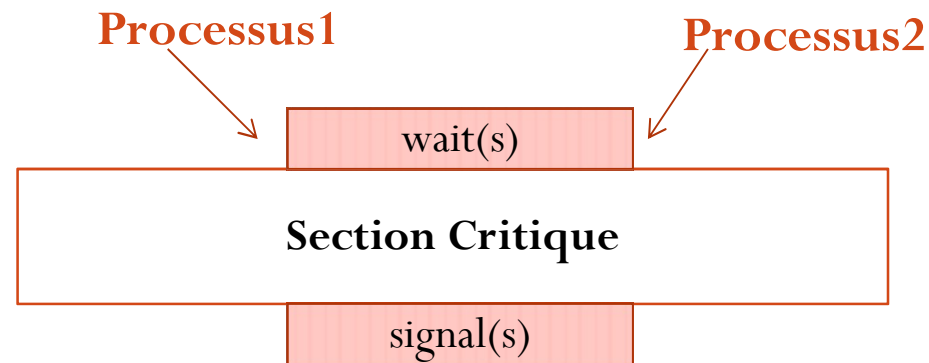 Processus1
Processus2
wait(s)
Section Critique
signal(s)